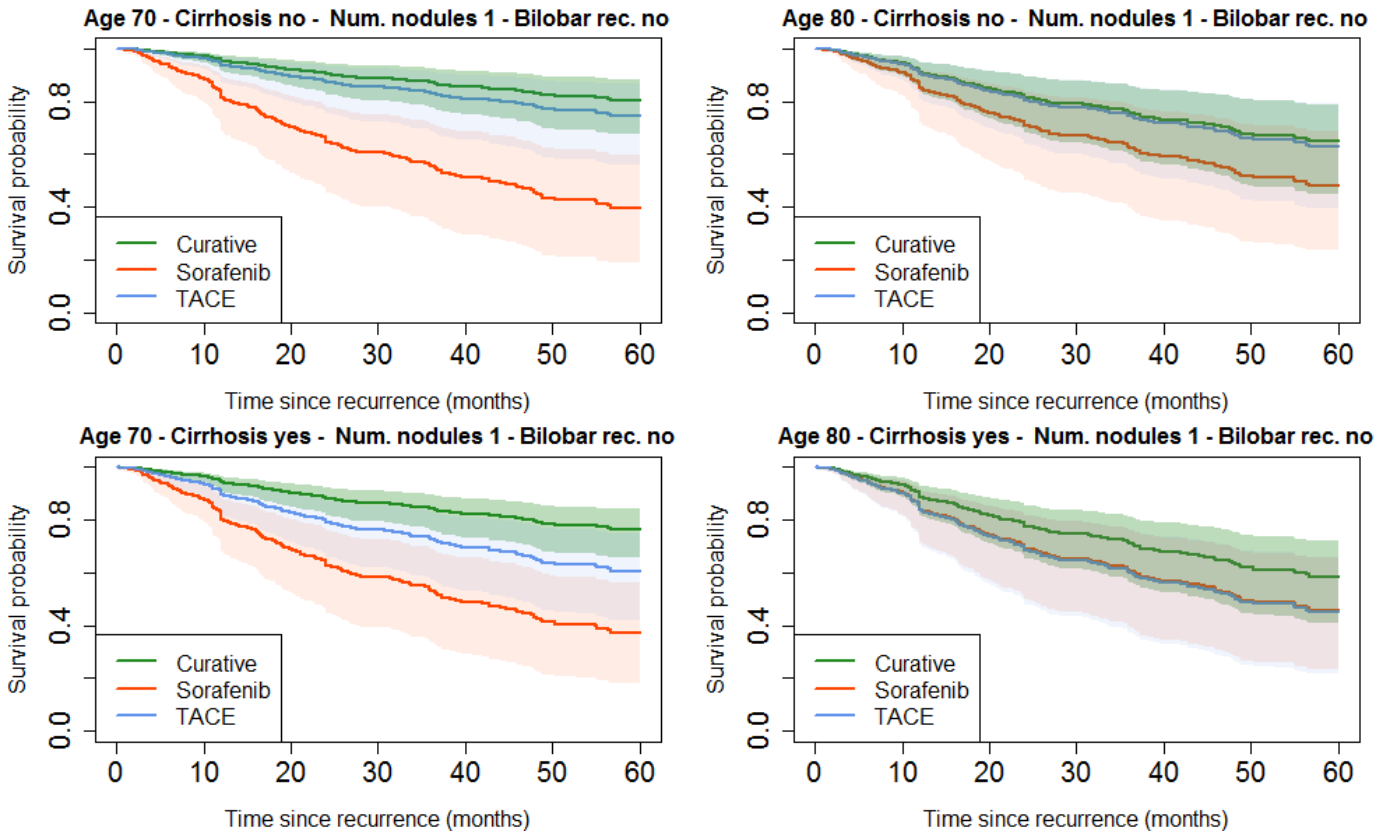 Age 70 - Cirrhosis no - Num. nodules 1 - Bilobar rec. no
Survival probability
0.0 0.4 0.8
Curative
Sorafenib
TACE
0 10 20 30 40 50 60
Time since recurrence (months)
Age 80 - Cirrhosis no - Num. nodules 1 - Bilobar rec. no
Survival probability
0.0 0.4 0.8
Curative
Sorafenib
TACE
0 10 20 30 40 50 60
Time since recurrence (months)
Age 70 - Cirrhosis yes - Num. nodules 1 - Bilobar rec. no
Survival probability
0.0 0.4 0.8
Curative
Sorafenib
TACE
0 10 20 30 40 50 60
Time since recurrence (months)
Age 80 - Cirrhosis yes - Num. nodules 1 - Bilobar rec. no
Survival probability
0.0 0.4 0.8
Curative
Sorafenib
TACE
0 10 20 30 40 50 60
Time since recurrence (months)